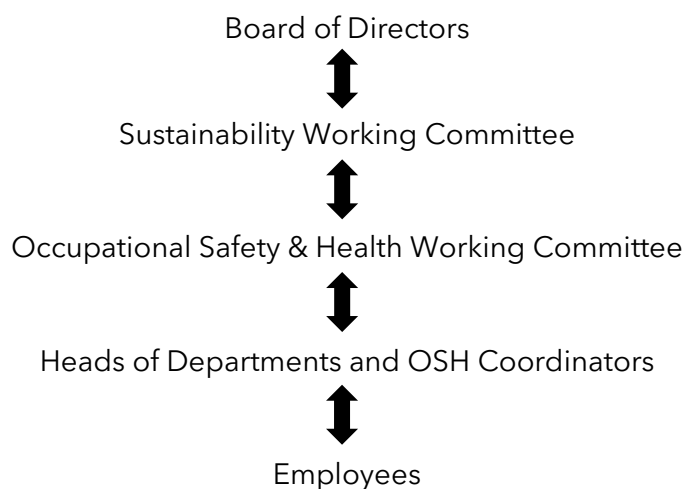 Board of Directors
Sustainability Working Committee
Occupational Safety & Health Working Committee
Heads of Departments and OSH Coordinators
Employees